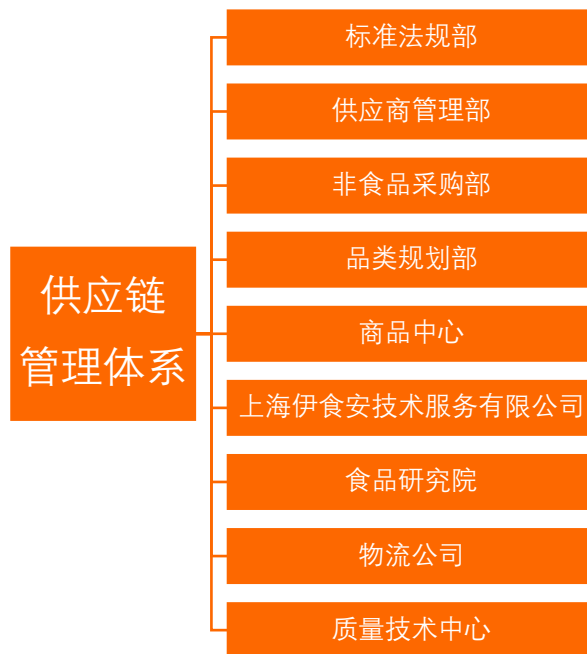 标准法规部
供应商管理部
非食品采购部
品类规划部
供应链
管理体系
商品中心
上海伊食安技术服务有限公司
食品研究院
物流公司
质量技术中心